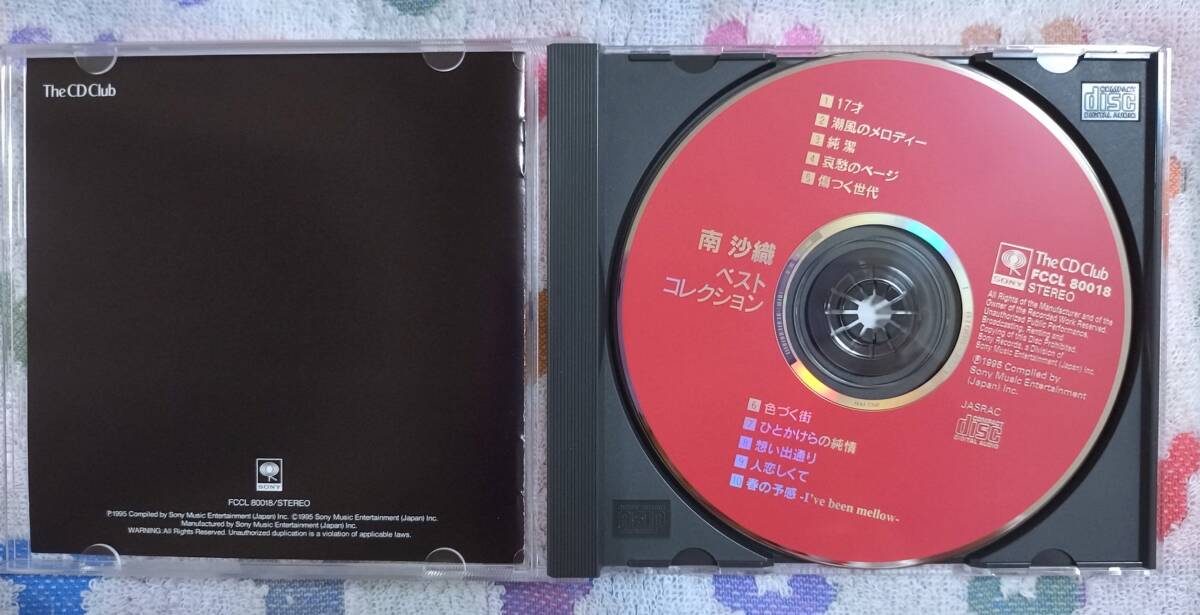 The CD Club
SONY
FCCL 80018/STEREO
℗1995 Compiled by Sony Music Entertainment (Japan) Inc. ©1995 Sony Music Entertainment (Japan) Inc.
Manufactured by Sony Music Entertainment (Japan) Inc.
WARNING: All Rights Reserved. Unauthorized duplication is a violation of applicable laws.
COMPACT
disc
DIGITAL AUDIO
1 17才
2 潮風のメロディー
3 純潔
4 哀愁のページ
5 傷つく世代
南 沙織
ベスト
コレクション
SONY
The CD Club
FCCL 80018
STEREO
All Rights of the Manufacturer and of the
Owner of the Recorded Work Reserved.
Unauthorized Public Performance,
Broadcasting, Renting and
Copying of this Disc Prohibited.
Sony Records, a Division of
Sony Music Entertainment (Japan) Inc.
℗1995 Compiled by
Sony Music Entertainment
(Japan) Inc.
JASRAC
COMPACT
disc
DIGITAL AUDIO
6 色づく街
7 ひとかけらの純情
8 想い出通り
9 人恋しくて
10 春の予感 -I've been mellow-